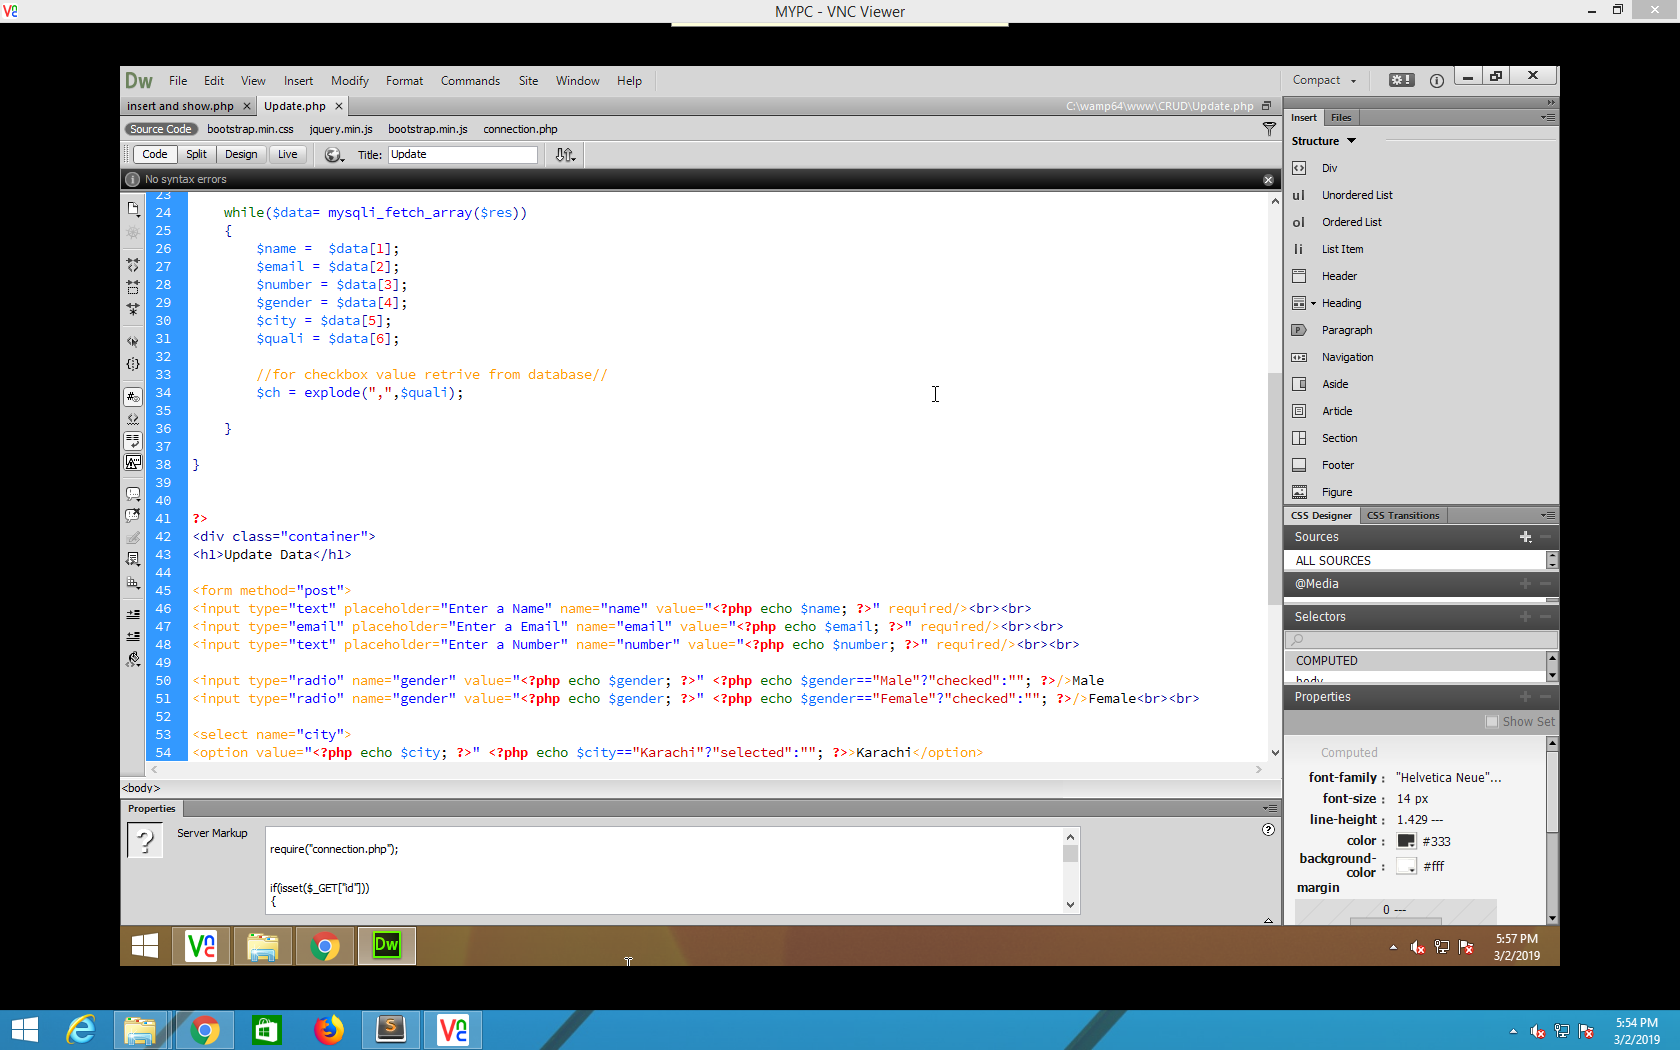 MYPC - VNC Viewer
Dw File Edit View Insert Modify Format Commands Site Window Help Compact
insert and show.php Update.php C:\wamp64\www\CRUD\Update.php
Source Code bootstrap.min.css jquery.min.js bootstrap.min.js connection.php
Code Split Design Live Title: Update
No syntax errors
23
24 while($data= mysqli_fetch_array($res))
25 {
26 $name =  $data[1];
27 $email = $data[2];
28 $number = $data[3];
29 $gender = $data[4];
30 $city = $data[5];
31 $quali = $data[6];
32
33 //for checkbox value retrive from database//
34 $ch = explode(",",$quali);
35
36 }
37
38 }
39
40
41 ?>
42 <div class="container">
43 <h1>Update Data</h1>
44
45 <form method="post">
46 <input type="text" placeholder="Enter a Name" name="name" value="<?php echo $name; ?>" required/><br><br>
47 <input type="email" placeholder="Enter a Email" name="email" value="<?php echo $email; ?>" required/><br><br>
48 <input type="text" placeholder="Enter a Number" name="number" value="<?php echo $number; ?>" required/><br><br>
49
50 <input type="radio" name="gender" value="<?php echo $gender; ?>" <?php echo $gender=="Male"?"checked":""; ?>/>Male
51 <input type="radio" name="gender" value="<?php echo $gender; ?>" <?php echo $gender=="Female"?"checked":""; ?>/>Female<br><br>
52
53 <select name="city">
54 <option value="<?php echo $city; ?>" <?php echo $city=="Karachi"?"selected":""; ?>>Karachi</option>
<body>
Properties
Server Markup
require("connection.php");
if(isset($_GET["id"]))
{
Insert Files
Structure
Div
ul Unordered List
ol Ordered List
li List Item
Header
Heading
Paragraph
Navigation
Aside
Article
Section
Footer
Figure
CSS Designer CSS Transitions
Sources
ALL SOURCES
@Media
Selectors
COMPUTED
body
Properties
Show Set
Computed
font-family : "Helvetica Neue"...
font-size : 14 px
line-height : 1.429 ---
color : #333
background-color : #fff
margin
0 ---
Dw
5:57 PM
3/2/2019
5:54 PM
3/2/2019